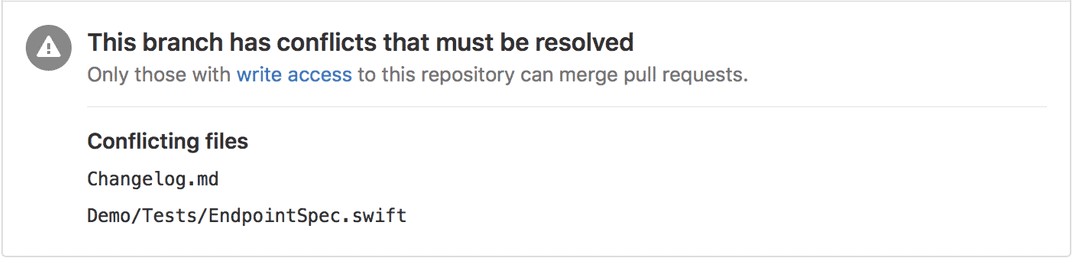 This branch has conflicts that must be resolved
Only those with write access to this repository can merge pull requests.
Conflicting files
Changelog.md
Demo/Tests/EndpointSpec.swift